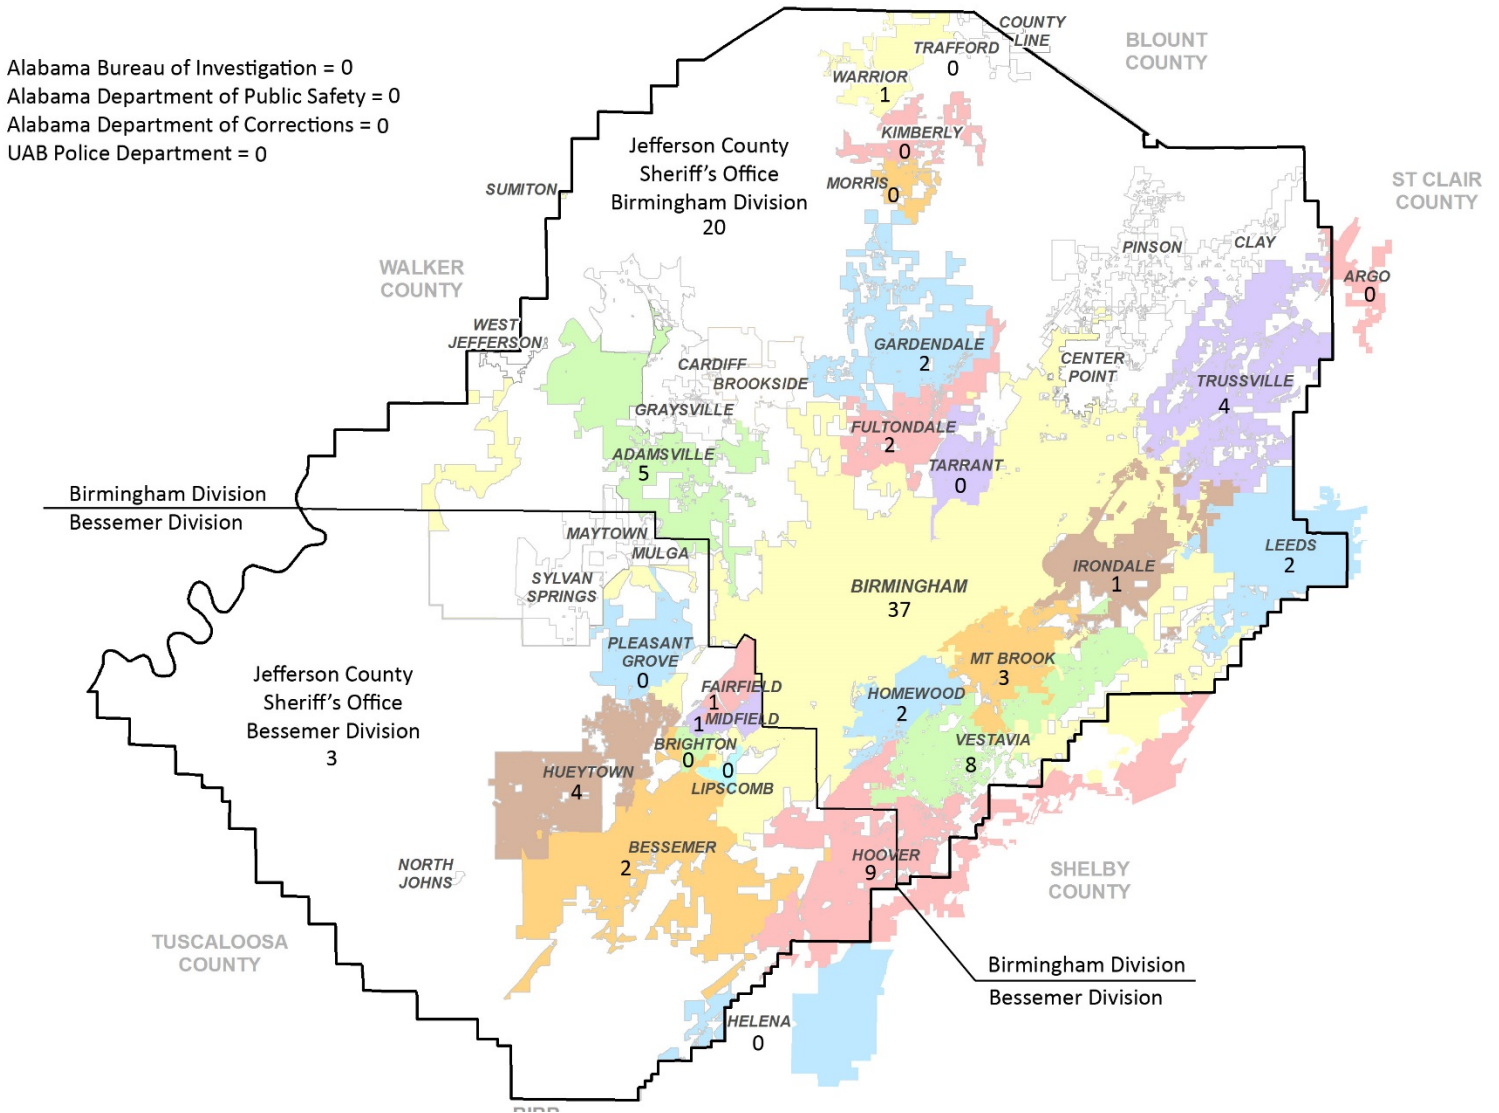 COUNTY
LINE
TRAFFORD
0
BLOUNT
COUNTY
Alabama Bureau of Investigation = 0
Alabama Department of Public Safety = 0
Alabama Department of Corrections = 0
UAB Police Department = 0
WARRIOR
1
KIMBERLY
0
Jefferson County
Sheriff's Office
Birmingham Division
20
MORRIS
0
SUMITON
ST CLAIR
COUNTY
PINSON
CLAY
WALKER
COUNTY
ARGO
0
WEST
JEFFERSON
GARDENDALE
2
CARDIFF
BROOKSIDE
CENTER
POINT
TRUSSVILLE
4
GRAYSVILLE
FULTONDALE
2
ADAMSVILLE
5
TARRANT
0
Birmingham Division
Bessemer Division
MAYTOWN
MULGA
LEEDS
2
IRONDALE
1
SYLVAN
SPRINGS
BIRMINGHAM
37
PLEASANT
GROVE
0
MT BROOK
3
Jefferson County
Sheriff's Office
Bessemer Division
3
FAIRFIELD
1
HOMEWOOD
2
1
MIDFIELD
BRIGHTON
0
VESTAVIA
8
HUEYTOWN
4
0
LIPSCOMB
BESSEMER
2
HOOVER
9
NORTH
JOHNS
SHELBY
COUNTY
TUSCALOOSA
COUNTY
Birmingham Division
Bessemer Division
HELENA
0
BIBB